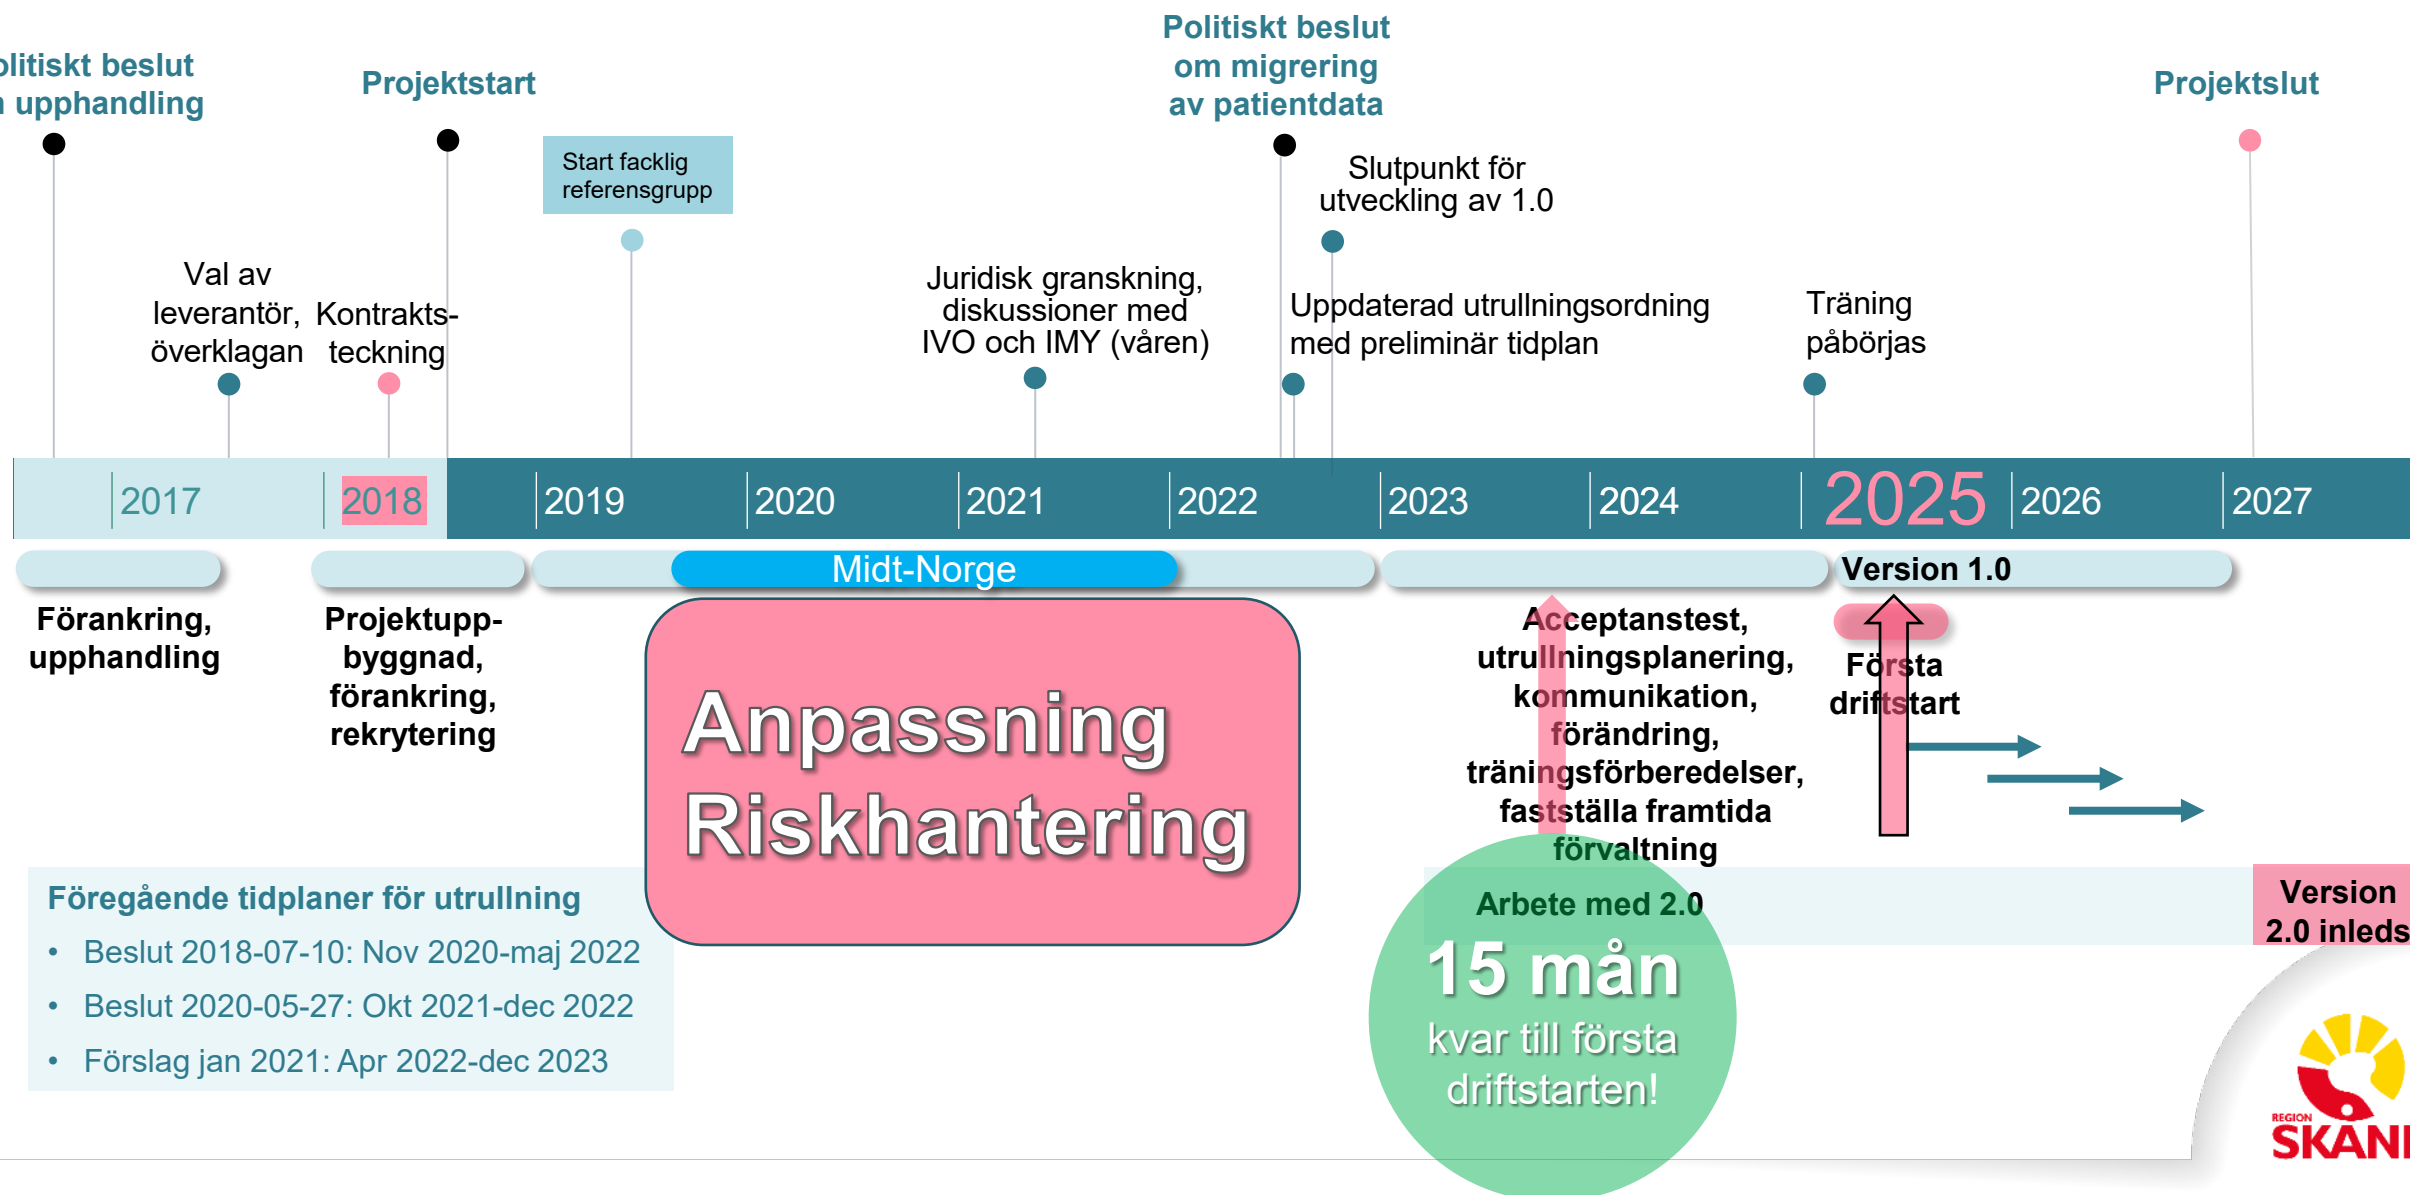 olitiskt beslut
upphandling
Projektstart
Politiskt beslut
om migrering
av patientdata
Projektslut
Start facklig
referensgrupp
Slutpunkt för
utveckling av 1.0
Val av
leverantör,
överklagan
Kontrakts-
teckning
Juridisk granskning,
diskussioner med
IVO och IMY (våren)
Uppdaterad utrullningsordning
med preliminär tidplan
Träning
påbörjas
2017
2018
2019
2020
2021
2022
2023
2024
2025
2026
2027
Midt-Norge
Version 1.0
Förankring,
upphandling
Projektupp-
byggnad,
förankring,
rekrytering
Anpassning
Riskhantering
Acceptanstest,
utrullningsplanering,
kommunikation,
förändring,
träningsförberedelser,
fastställa framtida
förvaltning
Första
driftstart
Föregående tidplaner för utrullning
• Beslut 2018-07-10: Nov 2020-maj 2022
• Beslut 2020-05-27: Okt 2021-dec 2022
• Förslag jan 2021: Apr 2022-dec 2023
Arbete med 2.0
15 mån
kvar till första
driftstarten!
Version
2.0 inleds
REGION
SKÅN